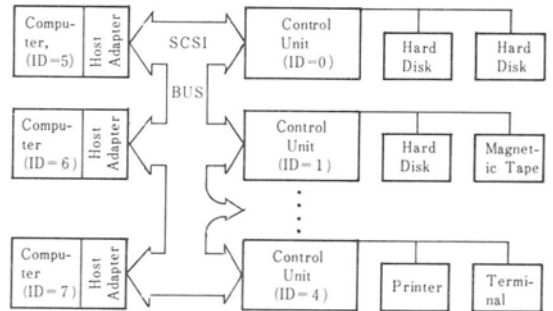 Compu-
ter,
(ID=5)
Host
Adapter
SCSI
BUS
Control
Unit
(ID=0)
Hard
Disk
Hard
Disk
Compu-
ter
(ID=6)
Host
Adapter
Control
Unit
(ID=1)
Hard
Disk
Magnet-
ic Tape
Compu-
ter
(ID=7)
Host
Adapter
Control
Unit
(ID=4)
Printer
Termi-
nal